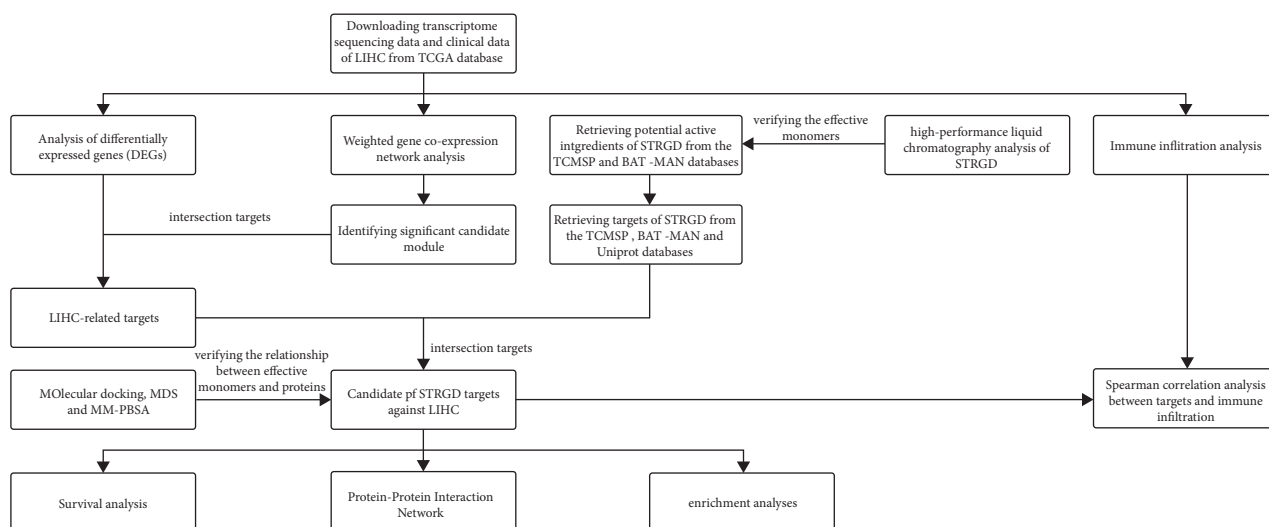 Downloading transcriptome
sequencing data and clinical data
of LIHC from TCGA database
Analysis of differentially
expressed genes (DEGs)
Weighted gene co-expression
network analysis
Retrieving potential active
intgredients of STRGD from the
TCMSP and BAT -MAN databases
verifying the effective
monomers
high-performance liquid
chromatography analysis of
STRGD
Immune inflitration analysis
intersection targets
Identifying significant candidate
module
Retrieving targets of STRGD from
the TCMSP , BAT -MAN and
Uniprot databases
LIHC-related targets
intersection targets
MOlecular docking, MDS
and MM-PBSA
verifying the relationship
between effective
monomers and proteins
Candidate pf STRGD targets
against LIHC
Spearman correlation analysis
between targets and immune
infiltration
Survival analysis
Protein-Protein Interaction
Network
enrichment analyses